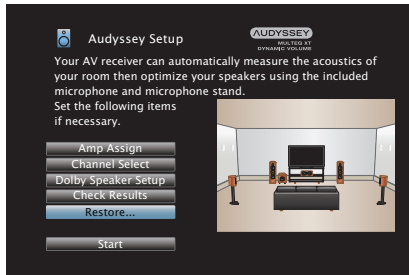 Audyssey Setup
AUDYSSEY
MULTEQ XT
DYNAMIC VOLUME
Your AV receiver can automatically measure the acoustics of
your room then optimize your speakers using the included
microphone and microphone stand.
Set the following items
if necessary.
Amp Assign
Channel Select
Dolby Speaker Setup
Check Results
Restore...
Start